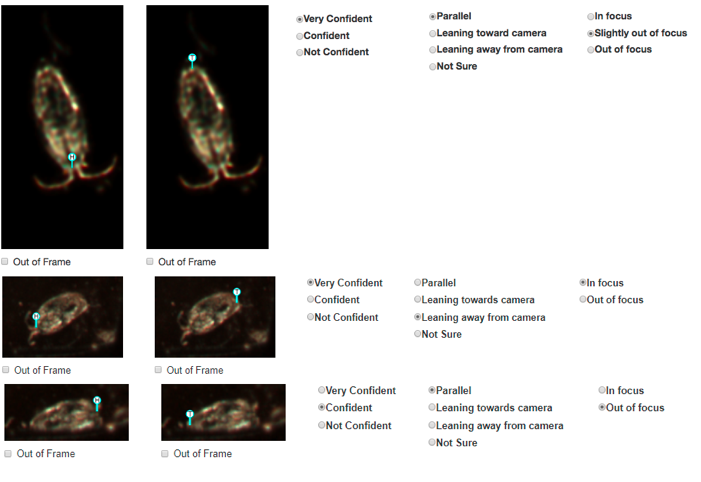 H
T
Very Confident
Confident
Not Confident
Parallel
Leaning toward camera
Leaning away from camera
Not Sure
In focus
Slightly out of focus
Out of focus
Out of Frame
Out of Frame
H
T
Very Confident
Confident
Not Confident
Parallel
Leaning towards camera
Leaning away from camera
Not Sure
In focus
Out of focus
Out of Frame
Out of Frame
H
T
Very Confident
Confident
Not Confident
Parallel
Leaning towards camera
Leaning away from camera
Not Sure
In focus
Out of focus
Out of Frame
Out of Frame